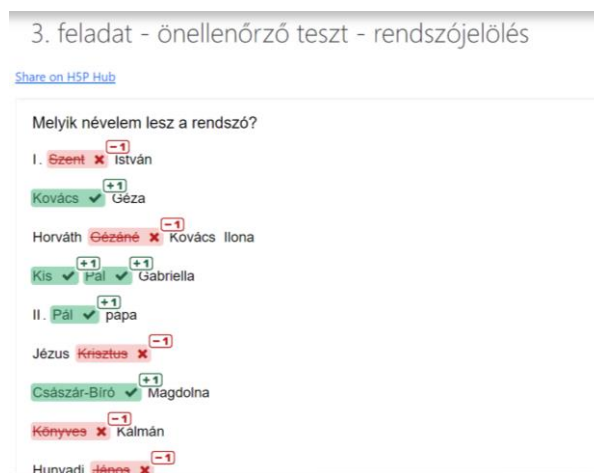 3. feladat - önellenőrző teszt - rendszójelölés
Share on H5P Hub
Melyik névelem lesz a rendszó?
I. Szent -1 István
Kovács +1 Géza
Horváth Gézáné -1 Kovács Ilona
Kis +1 Pál +1 Gabriella
II. Pál +1 pápa
Jézus Krisztus -1
Császár-Bíró +1 Magdolna
Könyves -1 Kálmán
Hunyadi János -1